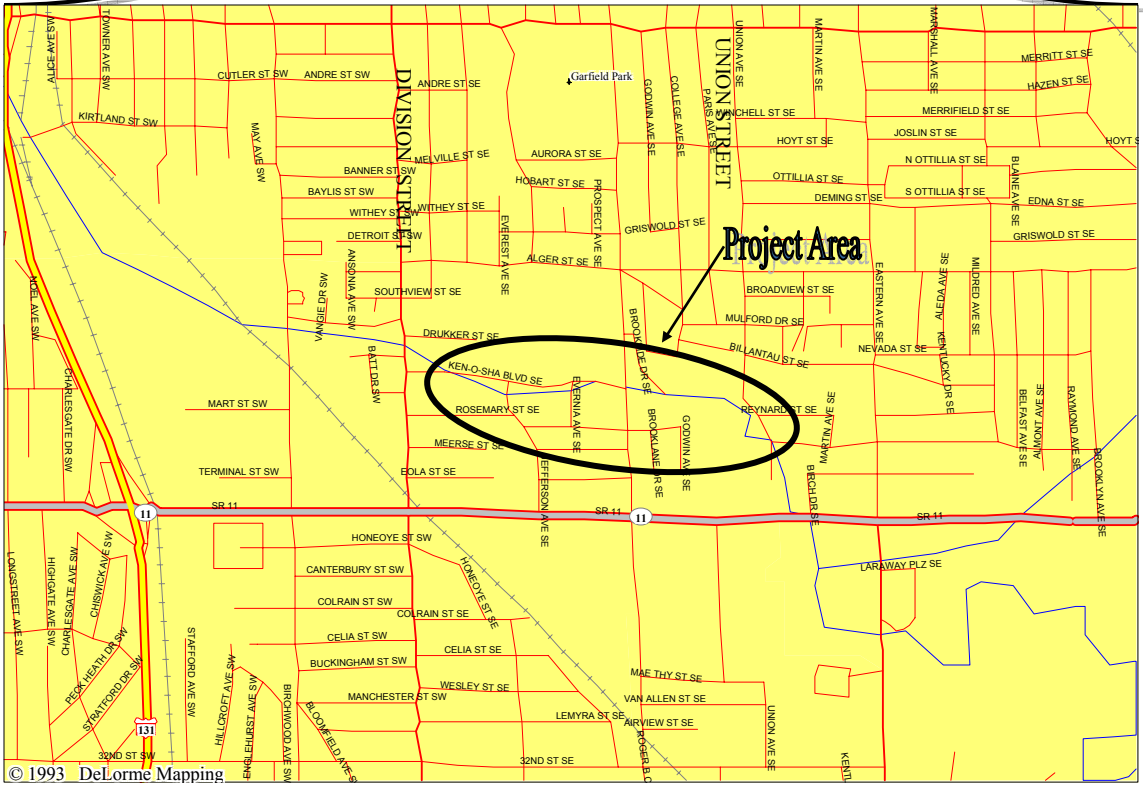 ALICE AVE SW
TOWNER AVE SW
CUTLER ST SW
ANDRE ST SW
ANDRE ST SE
Garfield Park
UNION AVE SE
MARTIN AVE SE
MARSHALL AVE SE
MERRITT ST SE
HAZEN ST SE
KIRTLAND ST SW
MAY AVE SW
DIVISION STREET
GODWIN AVE SE
COLLEGE AVE SE
PARIS AVE SE
UNION STREET
WINCHELL ST SE
MERRIFIELD ST SE
HOYT ST SE
JOSLIN ST SE
HOYT S
MELVILLE ST SE
AURORA ST SE
BANNER ST SW
BAYLIS ST SW
HOBART ST SE
PROSPECT AVE SE
OTTILLIA ST SE
N OTTILLIA ST SE
S OTTILLIA ST SE
BLAINE AVE SE
WITHEY ST SW
WITHEY ST SE
EVEREST AVE SE
GRISWOLD ST SE
DEMING ST SE
EDNA ST SE
DETROIT ST SW
GRISWOLD ST SE
Project Area
ALGER ST SE
NOEL AVE SW
VANGIE DR SW
ANSONIA AVE SW
SOUTHVIEW ST SE
BROADVIEW ST SE
EASTERN AVE SE
ALEDA AVE SE
MILDRED AVE SE
DRUKKER ST SE
BROOKSIDE DR SE
MULFORD DR SE
BILLANTAU ST SE
NEVADA ST SE
KENTUCKY DR SE
CHARLESGATE DR SW
BATT DR SW
KEN-O-SHA BLVD SE
EVERNIA AVE SE
MART ST SW
ROSEMARY ST SE
BROOKLANE DR SE
GODWIN AVE SE
REYNARD ST SE
MARTIN AVE SE
BELFAST AVE SE
ALMONT AVE SE
RAYMOND AVE SE
BROOKLYN AVE SE
MEERSE ST SE
TERMINAL ST SW
EOLA ST SE
JEFFERSON AVE SE
BIRCH DR SE
11
SR 11
SR 11
11
SR 11
LONGSTREET AVE SW
HIGHGATE AVE SW
CHARLESGATE AVE SW
CHISWICK AVE SW
HONEOYE ST SW
HONEOYE ST SE
CANTERBURY ST SW
LARAWAY PLZ SE
COLRAIN ST SW
COLRAIN ST SE
CELIA ST SW
CELIA ST SE
PECK HEATH DR SW
STRATFORD DR SW
STAFFORD AVE SW
HILLCROFT AVE SW
ENGLEHURST AVE SW
BIRCHWOOD AVE SW
BLOOMFIELD AVE S
BUCKINGHAM ST SW
WESLEY ST SE
MAE THY ST SE
MANCHESTER ST SW
VAN ALLEN ST SE
LEMYRA ST SE
AIRVIEW ST SE
UNION AVE SE
131
ROGER B C
32ND ST SW
32ND ST SE
KENTL
© 1993 DeLorme Mapping